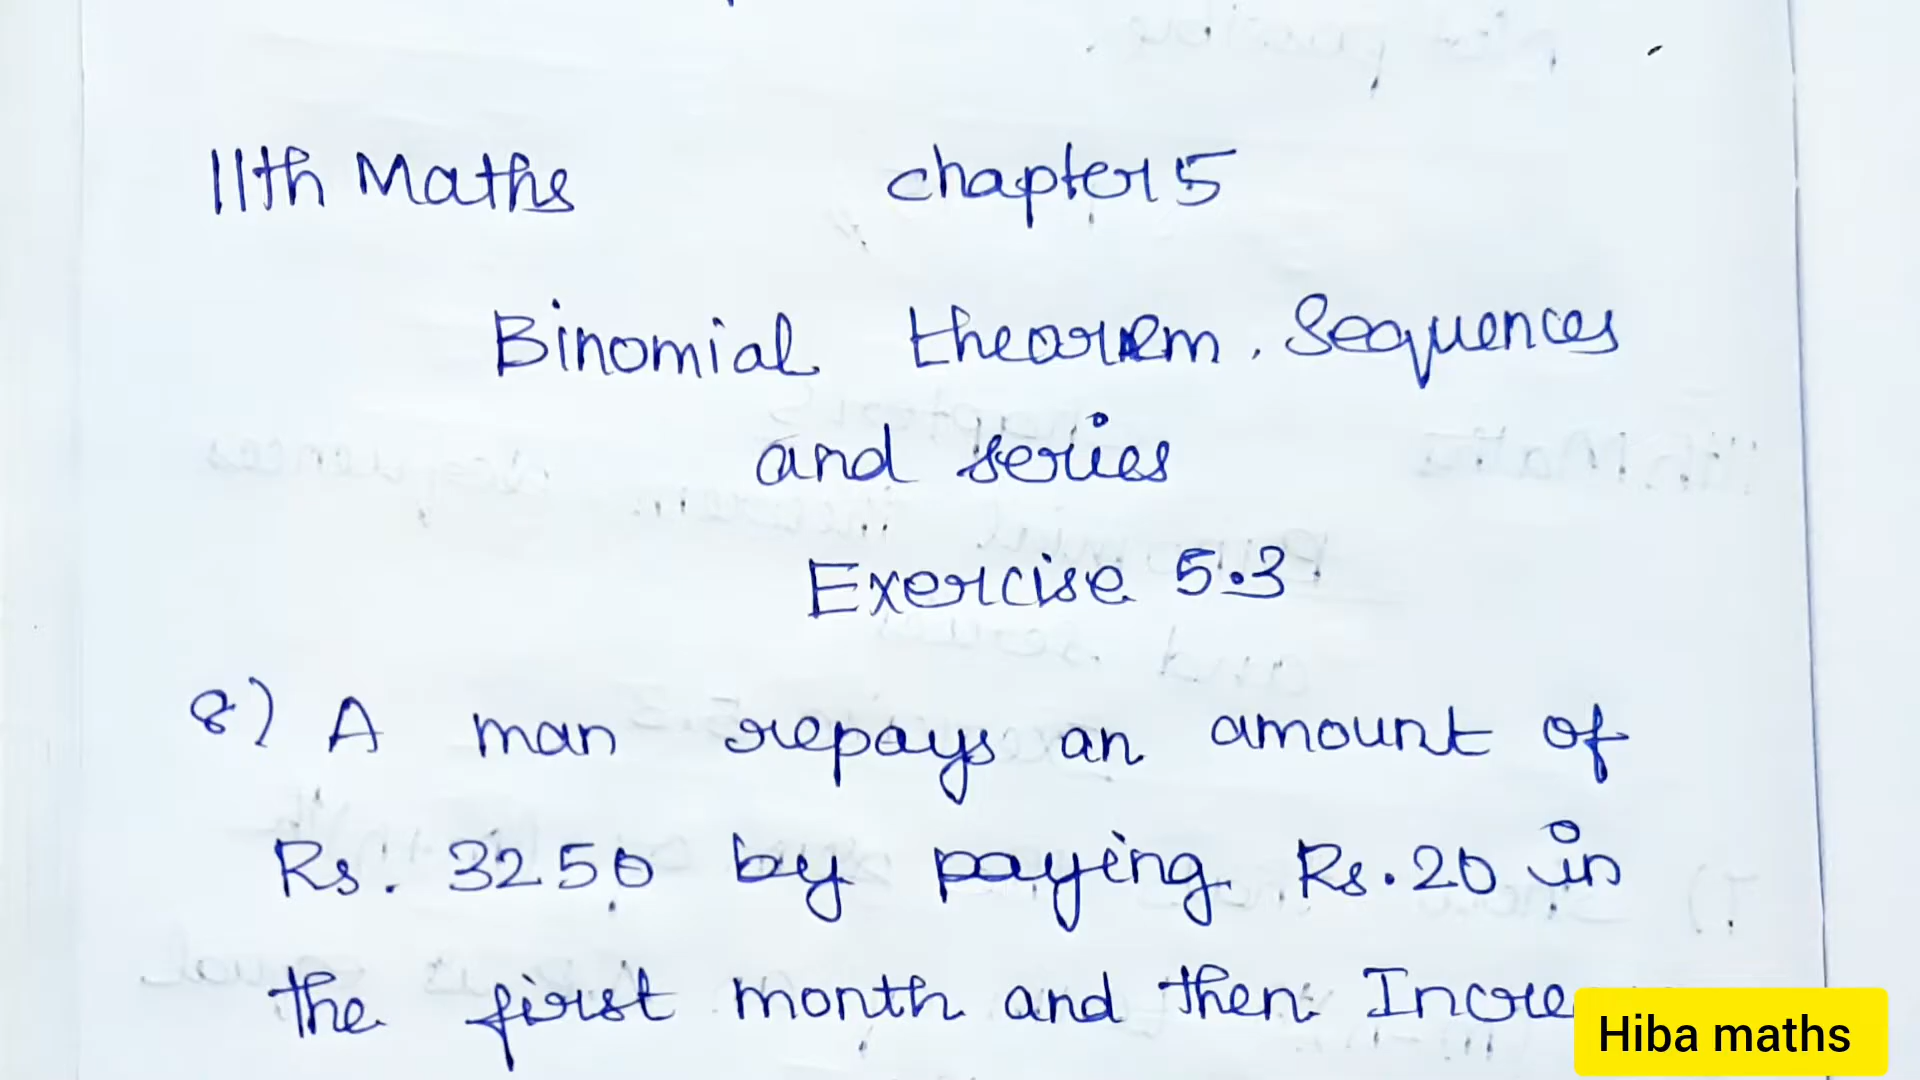 11th Maths chapter 5
Binomial theorem. Sequences
and series
Exercise 5.3
8) A man repays an amount of
Rs. 3250 by paying Rs.20 in
the first month and then Incre
Hiba maths